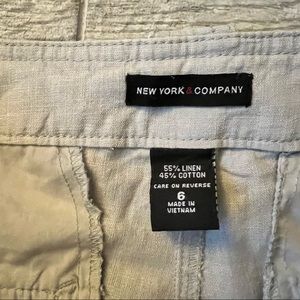 NEW YORK & COMPANY
55% LINEN
45% COTTON
CARE ON REVERSE
6
MADE IN
VIETNAM